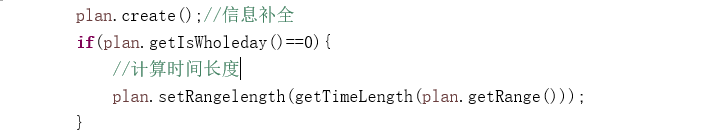 plan.create();//信息补全
if(plan.getIsWholeday()==0){
//计算时间长度
plan.setRangelength(getTimeLength(plan.getRange()));
}